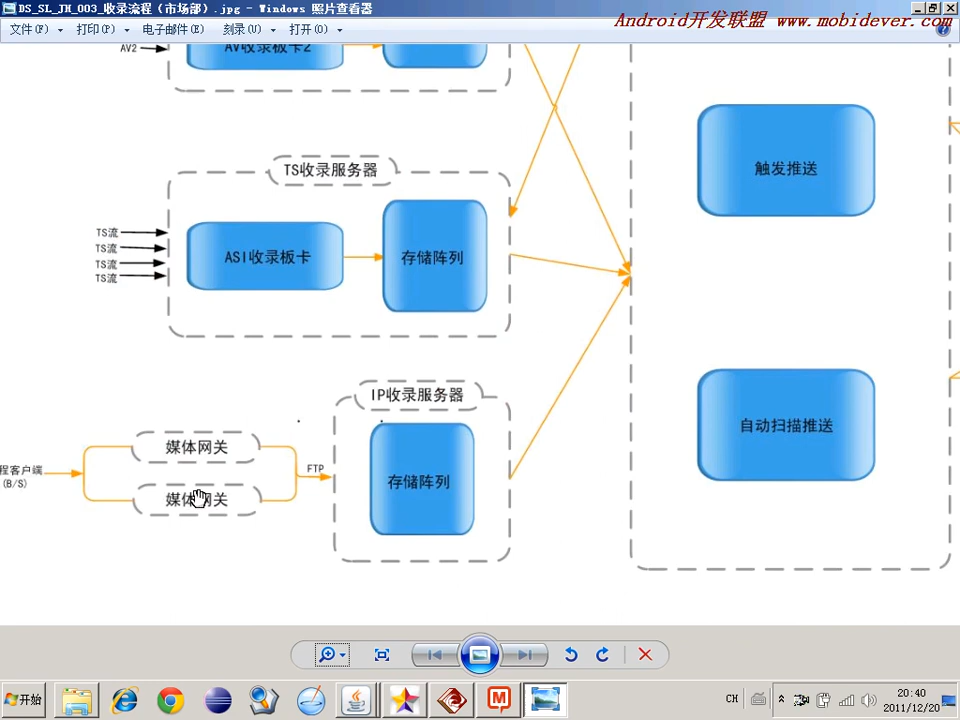 DS_SL_JH_003_收录流程(市场部).jpg - Windows 照片查看器
Android开发联盟 www.mobidever.com
文件(F) 打印(P) 电子邮件(E) 刻录(U) 打开(O)
AV2
AV收录板卡2
触发推送
TS收录服务器
TS流
TS流
TS流
TS流
ASI收录板卡
存储阵列
自动扫描推送
IP收录服务器
媒体网关
程客户端
(B/S)
FTP
存储阵列
媒体网关
开始
CH
20:40
2011/12/20